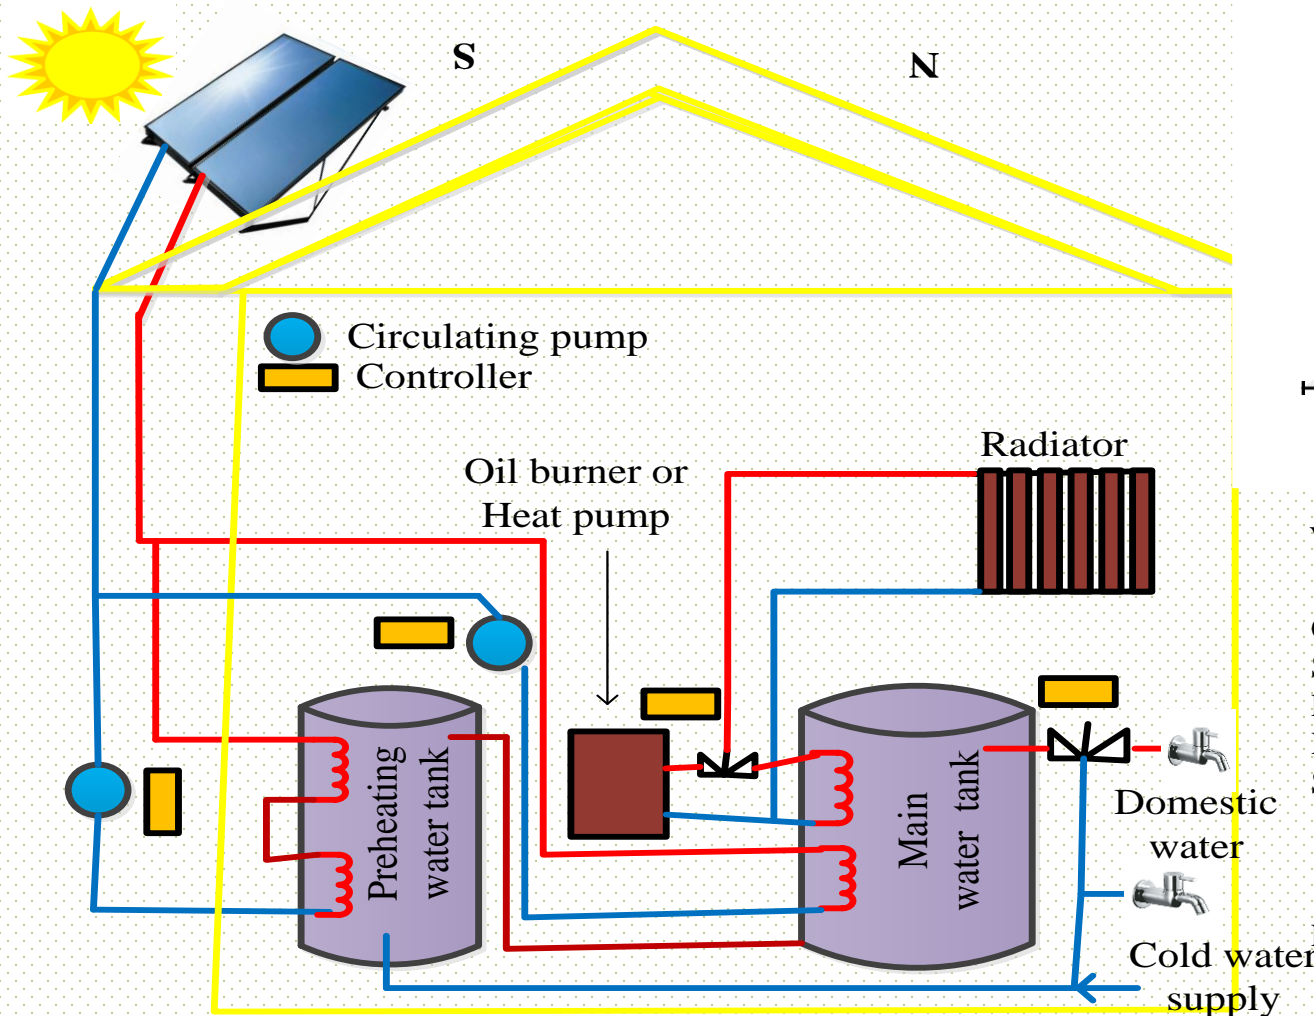 S
N
Circulating pump
Controller
Radiator
Oil burner or
Heat pump
Preheating
water tank
Main
water tank
Domestic
water
Cold water
supply